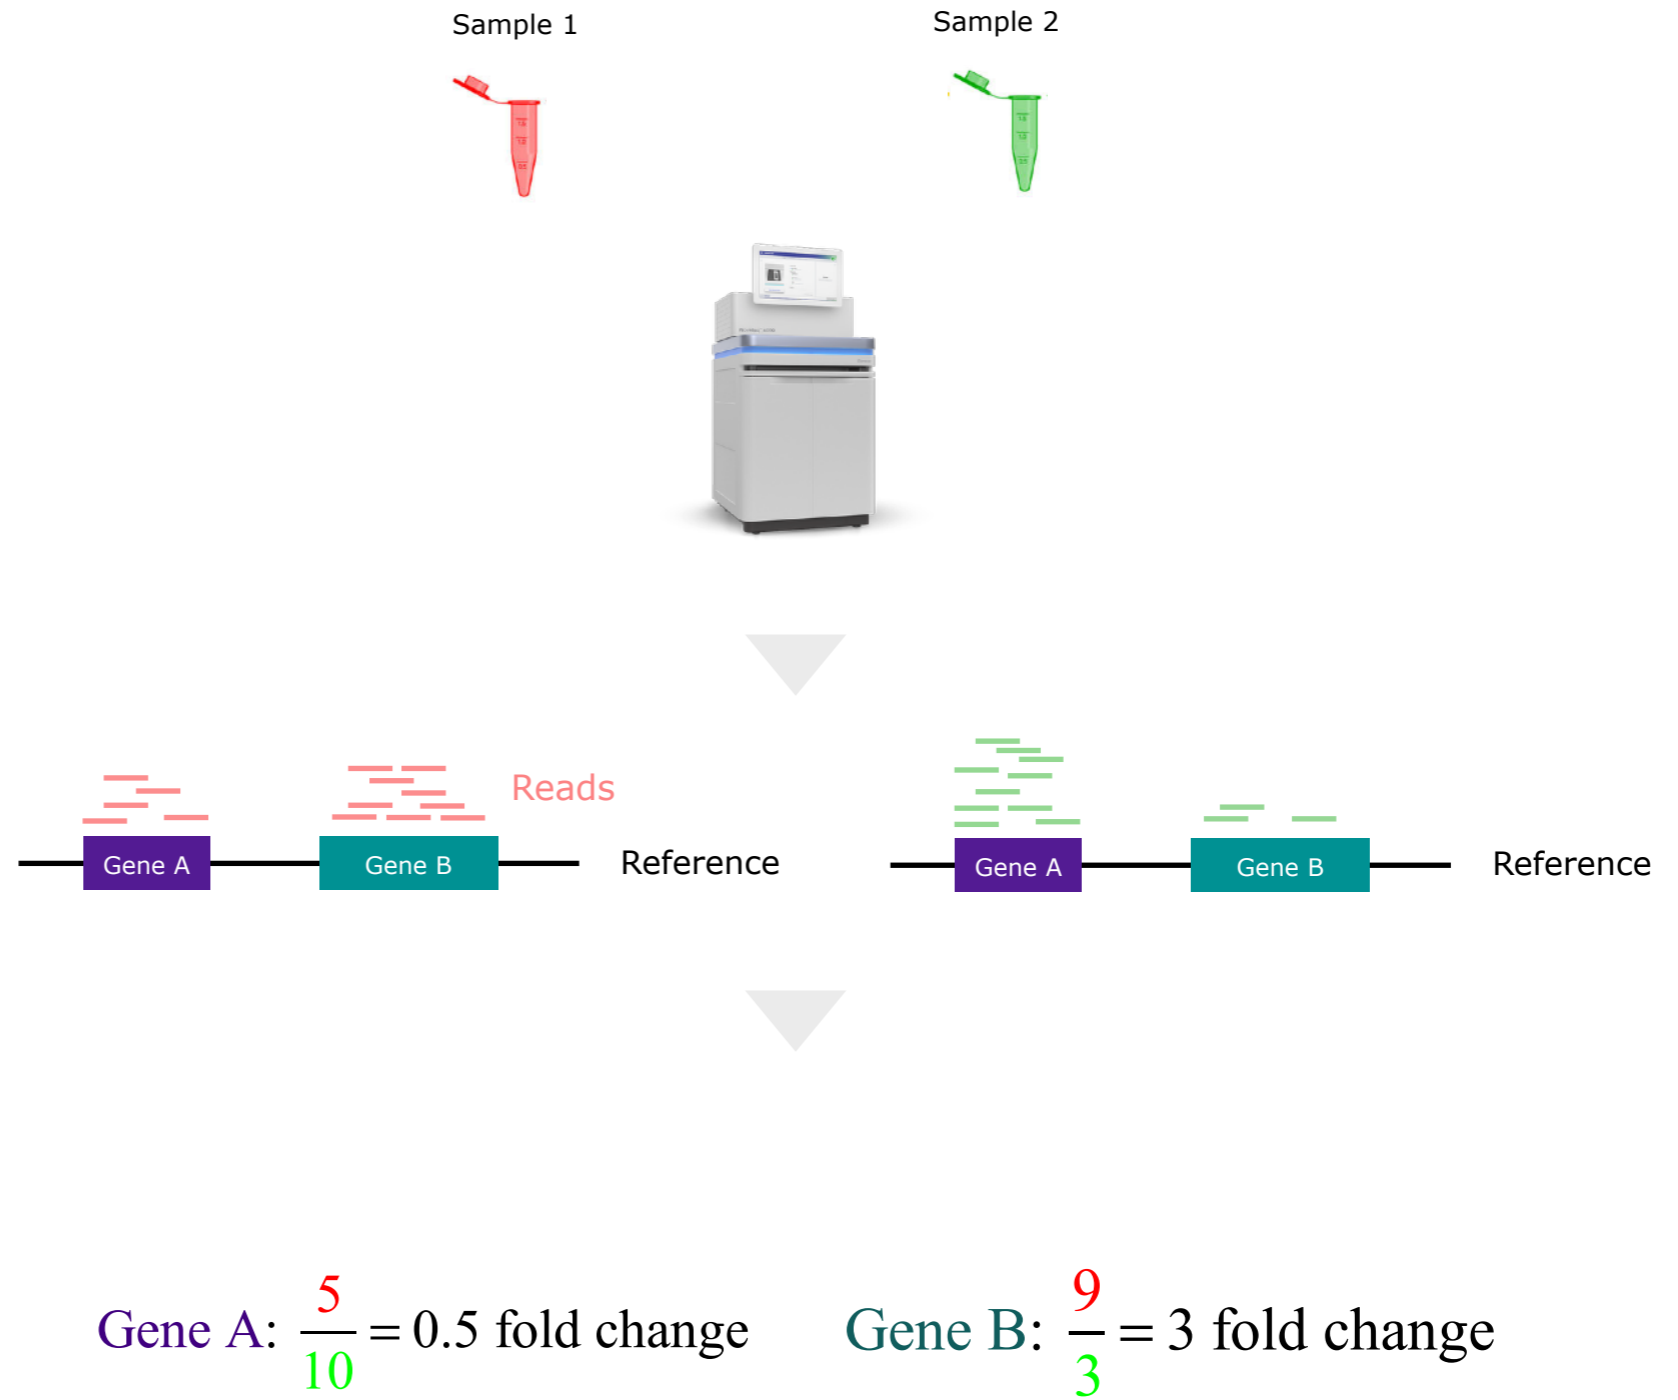 Sample 1
Sample 2
Reads
Gene A
Gene B
Reference
Gene A
Gene B
Reference
Gene A: 5/10 = 0.5 fold change
Gene B: 9/3 = 3 fold change